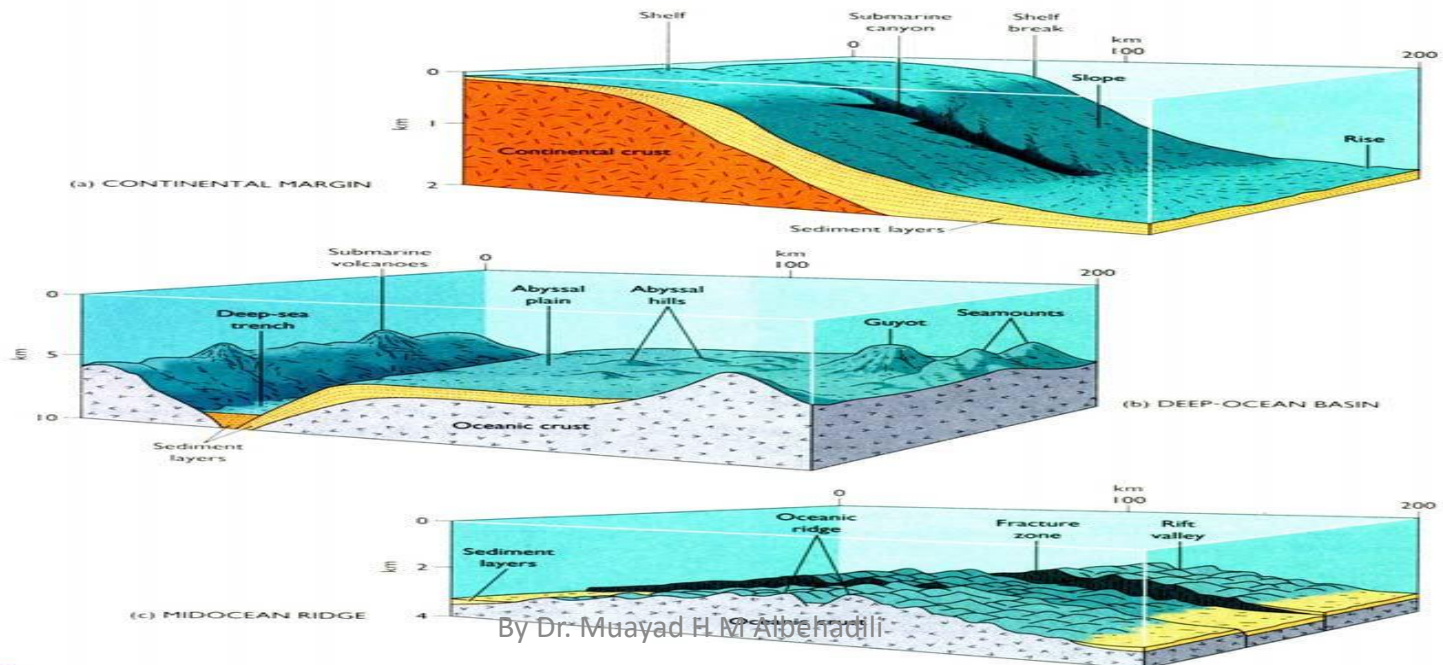 Shelf
Submarine
canyon
Shelf
break
0
km
100
200
0
Slope
km
1
Rise
Continental crust
(a) CONTINENTAL MARGIN
2
Sediment layers
Submarine
volcanoes
0
km
100
200
0
Abyssal
plain
Abyssal
hills
Deep-sea
trench
Guyot
Seamounts
km
5
(b) DEEP-OCEAN BASIN
10
Oceanic crust
Sediment
layers
0
km
100
200
0
Oceanic
ridge
Fracture
zone
Rift
valley
Sediment
layers
km
2
(c) MIDOCEAN RIDGE
4
Oceanic crust
By Dr. Muayad H M Albehadili